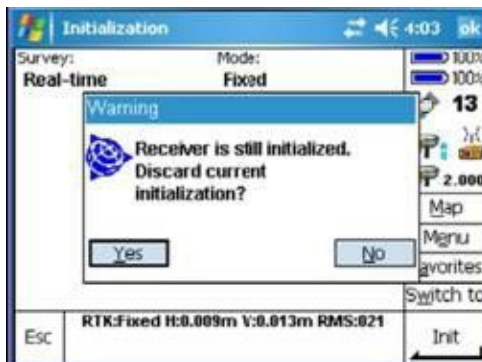 Initialization 4:03 ok
Survey: Mode:
Real-time Fixed
100%
100%
Warning
13
Receiver is still initialized.
Discard current
initialization?
2.000
Map
Yes No
Menu
avorites
Switch to
RTK:Fixed H:0.009m V:0.013m RMS:021
Esc Init